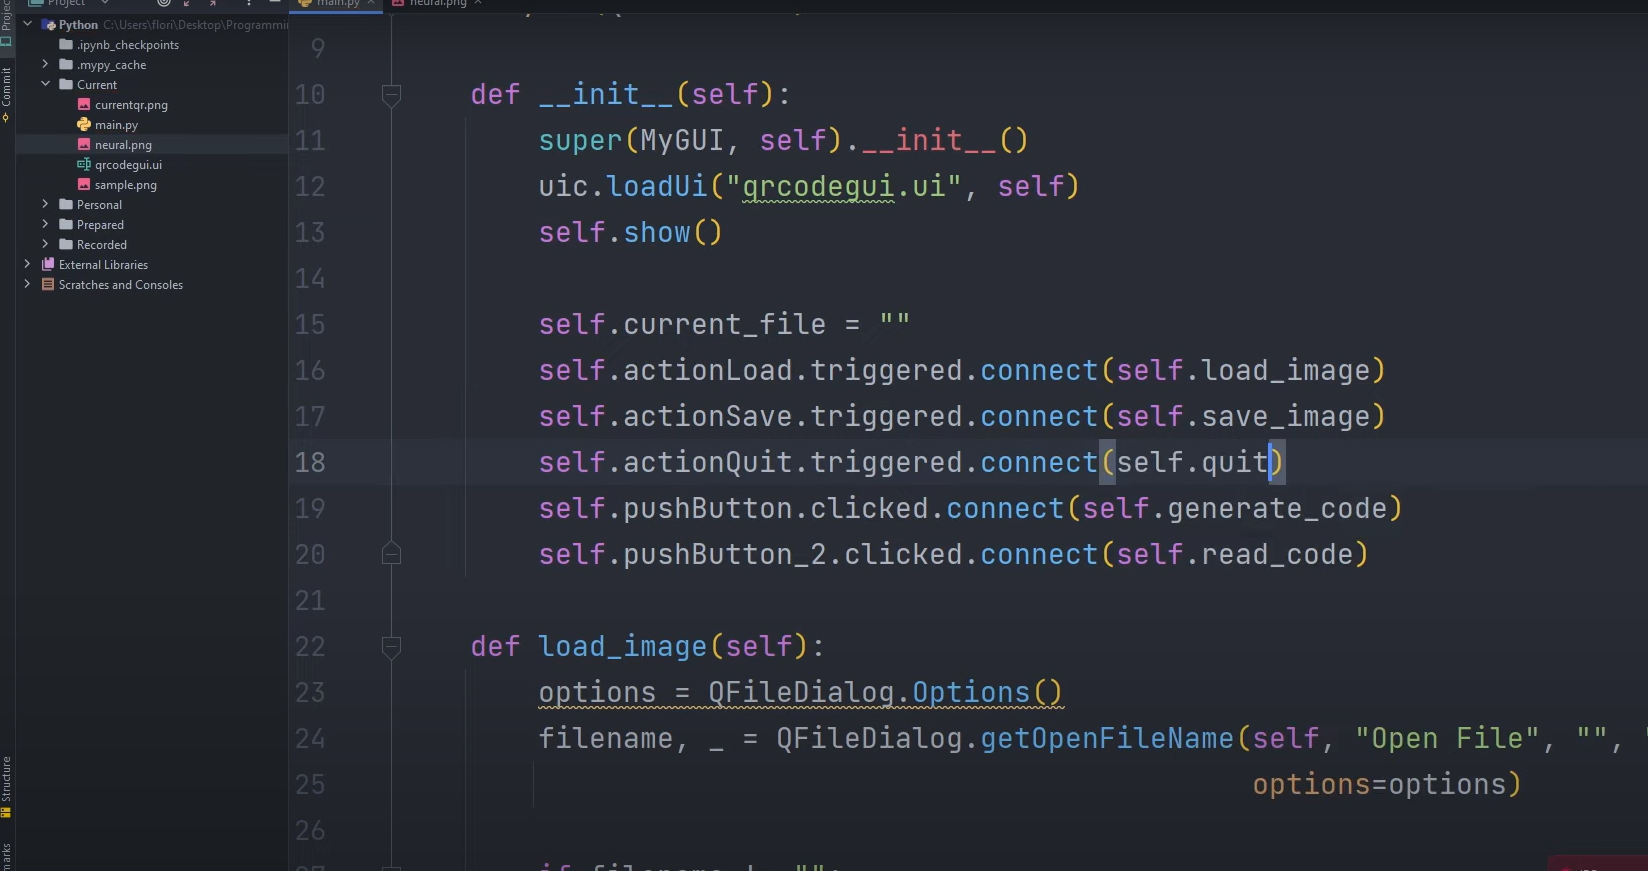 Project
main.py
neural.png
Project
Commit
Structure
Python C:\Users\flori\Desktop\Programmi
.ipynb_checkpoints
.mypy_cache
Current
currentqr.png
main.py
neural.png
qrcodegui.ui
sample.png
Personal
Prepared
Recorded
External Libraries
Scratches and Consoles
9
10 def __init__(self):
11 super(MyGUI, self).__init__()
12 uic.loadUi("qrcodegui.ui", self)
13 self.show()
14
15 self.current_file = ""
16 self.actionLoad.triggered.connect(self.load_image)
17 self.actionSave.triggered.connect(self.save_image)
18 self.actionQuit.triggered.connect(self.quit)
19 self.pushButton.clicked.connect(self.generate_code)
20 self.pushButton_2.clicked.connect(self.read_code)
21
22 def load_image(self):
23 options = QFileDialog.Options()
24 filename, _ = QFileDialog.getOpenFileName(self, "Open File", "", "
25 options=options)
26